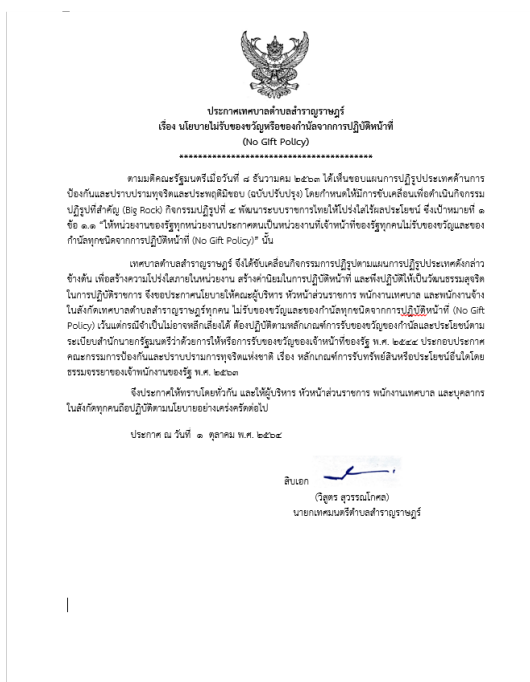 ประกาศเทศบาลตำบลสำราญราษฎร์
เรื่อง นโยบายไม่รับของขวัญหรือของกำนัลจากการปฏิบัติหน้าที่
(No Gift Policy)
******************************************
ตามมติคณะรัฐมนตรีเมื่อวันที่ ๘ ธันวาคม ๒๕๖๓ ได้เห็นชอบแผนการปฏิรูปประเทศด้านการ
ป้องกันและปราบปรามทุจริตและประพฤติมิชอบ (ฉบับปรับปรุง) โดยกำหนดให้มีการขับเคลื่อนเพื่อดำเนินกิจกรรม
ปฏิรูปที่สำคัญ (Big Rock) กิจกรรมปฏิรูปที่ ๔ พัฒนาระบบราชการไทยให้โปร่งใสไร้ผลประโยชน์ ซึ่งเป้าหมายที่ ๑
ข้อ ๑.๑ "ให้หน่วยงานของรัฐทุกหน่วยงานประกาศตนเป็นหน่วยงานที่เจ้าหน้าที่ของรัฐทุกคนไม่รับของขวัญและของ
กำนัลทุกชนิดจากการปฏิบัติหน้าที่ (No Gift Policy)" นั้น
เทศบาลตำบลสำราญราษฎร์ จึงได้ขับเคลื่อนกิจกรรมการปฏิรูปตามแผนการปฏิรูปประเทศดังกล่าว
ข้างต้น เพื่อสร้างความโปร่งใสภายในหน่วยงาน สร้างค่านิยมในการปฏิบัติหน้าที่ และพึงปฏิบัติให้เป็นวัฒนธรรมสุจริต
ในการปฏิบัติราชการ จึงขอประกาศนโยบายให้คณะผู้บริหาร หัวหน้าส่วนราชการ พนักงานเทศบาล และพนักงานจ้าง
ในสังกัดเทศบาลตำบลสำราญราษฎร์ทุกคน ไม่รับของขวัญและของกำนัลทุกชนิดจากการปฏิบัติหน้าที่ (No Gift
Policy) เว้นแต่กรณีจำเป็นไม่อาจหลีกเลี่ยงได้ ต้องปฏิบัติตามหลักเกณฑ์การรับของขวัญของกำนัลและประโยชน์ตาม
ระเบียบสำนักนายกรัฐมนตรีว่าด้วยการให้หรือการรับของขวัญของเจ้าหน้าที่ของรัฐ พ.ศ. ๒๕๔๔ ประกอบประกาศ
คณะกรรมการป้องกันและปราบปรามการทุจริตแห่งชาติ เรื่อง หลักเกณฑ์การรับทรัพย์สินหรือประโยชน์อื่นใดโดย
ธรรมจรรยาของเจ้าพนักงานของรัฐ พ.ศ. ๒๕๖๓
จึงประกาศให้ทราบโดยทั่วกัน และให้ผู้บริหาร หัวหน้าส่วนราชการ พนักงานเทศบาล และบุคลากร
ในสังกัดทุกคนถือปฏิบัติตามนโยบายอย่างเคร่งครัดต่อไป
ประกาศ ณ วันที่ ๑ ตุลาคม พ.ศ. ๒๕๖๔
สิบเอก
(วิสูตร สุวรรณโกศล)
นายกเทศมนตรีตำบลสำราญราษฎร์